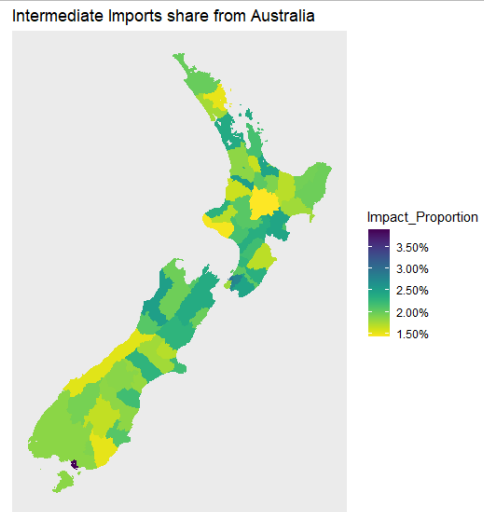 Intermediate Imports share from Australia
Impact_Proportion
3.50%
3.00%
2.50%
2.00%
1.50%